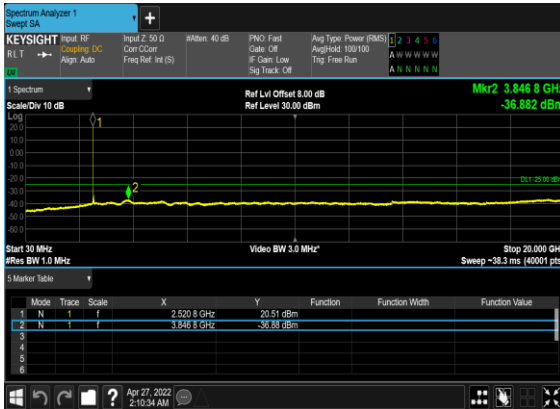 Spectrum Analyzer 1
Swept SA
+
KEYSIGHT Input: RF Input Z: 50 Ω #Atten: 40 dB PNO: Fast Avg Type: Power (RMS) 1 2 3 4 5 6
RLT Coupling: DC Corr CCorr Gate: Off Avg|Hold: 100/100 A W W W W W
Align: Auto Freq Ref: Int (S) IF Gain: Low Trig: Free Run
Sig Track: Off A N N N N N
1 Spectrum
Scale/Div 10 dB
Ref Lvl Offset 8.00 dB
Ref Level 30.00 dBm
Mkr2 3.846 8 GHz
-36.882 dBm
Log
20.0
10.0
0.00
-10.0
-20.0
-30.0
-40.0
-50.0
-60.0
1
2
DL1 -25.00 dBm
Start 30 MHz Video BW 3.0 MHz* Stop 20.000 GHz
#Res BW 1.0 MHz Sweep ~38.3 ms (40001 pts)
5 Marker Table
Mode Trace Scale X Y Function Function Width Function Value
1 N 1 f 2.520 8 GHz 20.51 dBm
2 N 1 f 3.846 8 GHz -36.88 dBm
3
4
5
6
?
Apr 27, 2022
2:10:34 AM